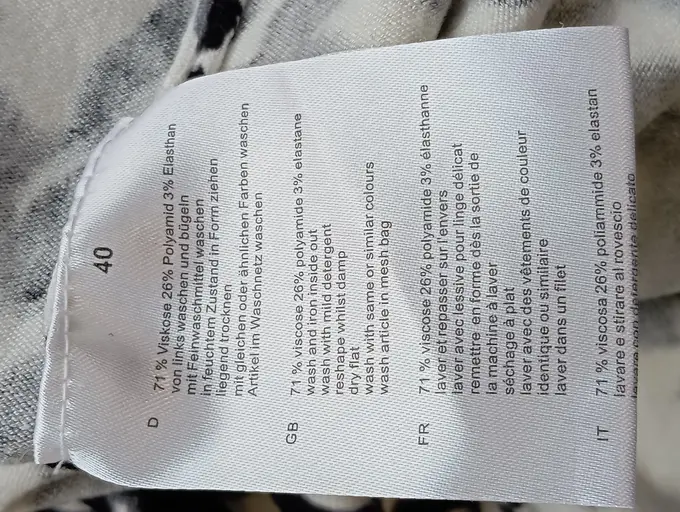 40
D
71 % Viskose 26% Polyamid 3% Elasthan
von links waschen und bügeln
mit Feinwaschmittel waschen
in feuchtem Zustand in Form ziehen
liegend trocknen
mit gleichen oder ähnlichen Farben waschen
Artikel im Waschnetz waschen
GB
71 % viscose 26% polyamide 3% elastane
wash and iron inside out
wash with mild detergent
reshape whilst damp
dry flat
wash with same or similar colours
wash article in mesh bag
FR
71 % viscose 26% polyamide 3% élasthanne
laver et repasser sur l'envers
laver avec lessive pour linge délicat
remettre en forme dès la sortie de
la machine à laver
séchage à plat
laver avec des vêtements de couleur
identique ou similaire
laver dans un filet
IT
71 % viscosa 26% poliammide 3% elastan
lavare e stirare al rovescio
lavare con detergente delicato